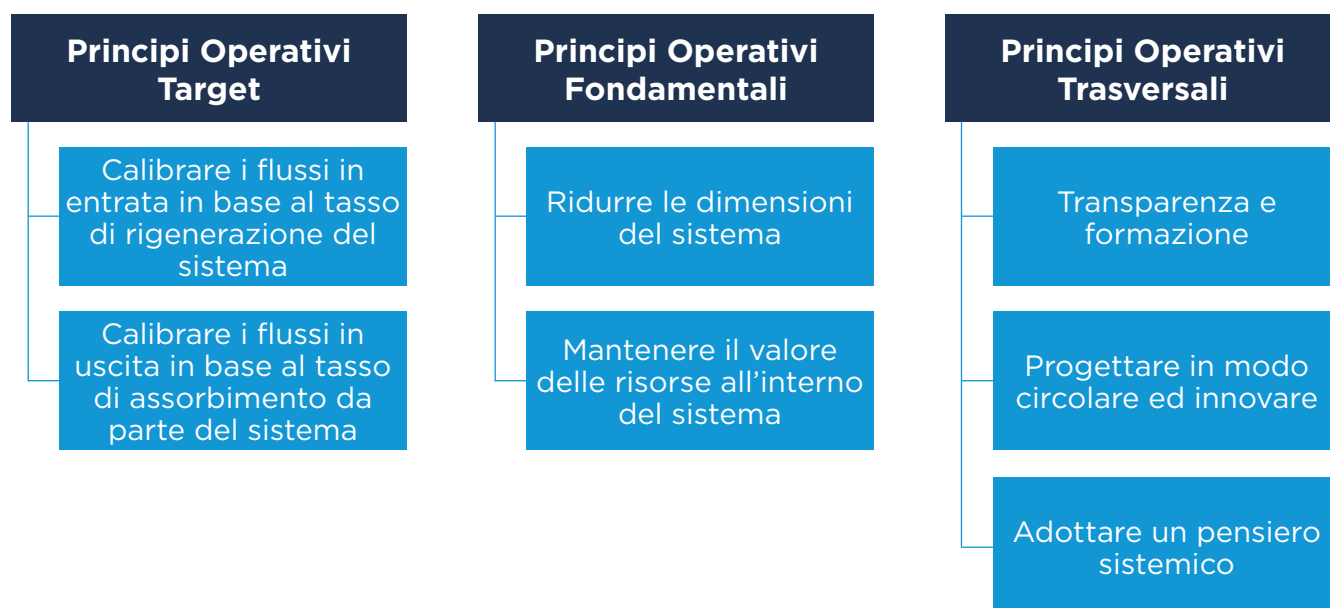 Principi Operativi
Target
Calibrare i flussi in
entrata in base al tasso
di rigenerazione del
sistema
Calibrare i flussi in
uscita in base al tasso
di assorbimento da
parte del sistema
Principi Operativi
Fondamentali
Ridurre le dimensioni
del sistema
Mantenere il valore
delle risorse all'interno
del sistema
Principi Operativi
Trasversali
Transparenza e
formazione
Progettare in modo
circolare ed innovare
Adottare un pensiero
sistemico